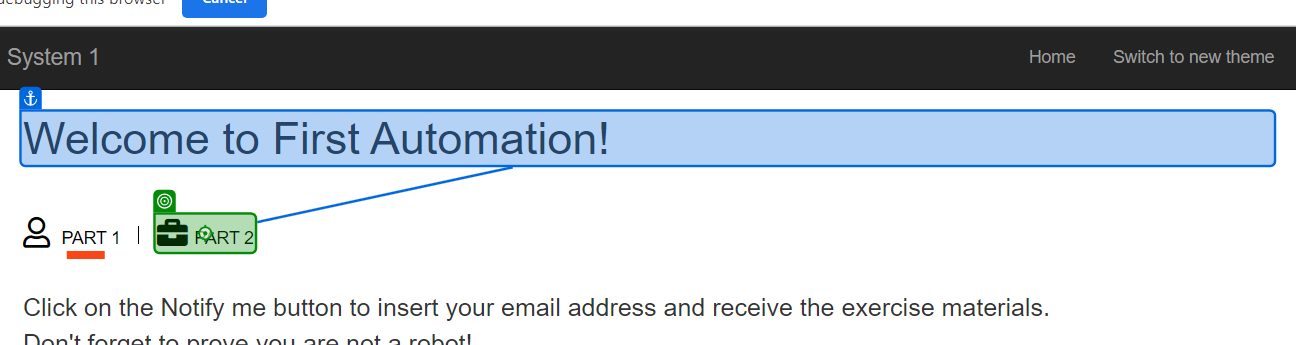 debugging this browser Cancel
System 1 Home Switch to new theme
Welcome to First Automation!
PART 1 | PART 2
Click on the Notify me button to insert your email address and receive the exercise materials.
Don't forget to prove you are not a robot!